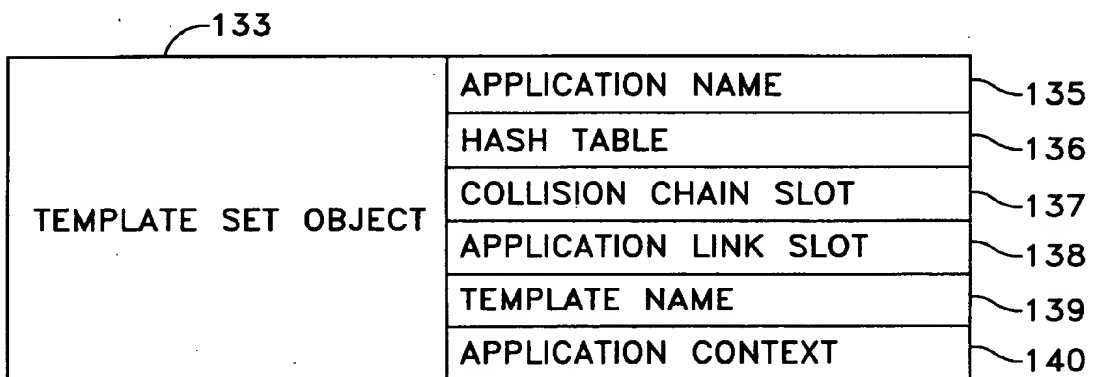 133
TEMPLATE SET OBJECT
APPLICATION NAME 135
HASH TABLE 136
COLLISION CHAIN SLOT 137
APPLICATION LINK SLOT 138
TEMPLATE NAME 139
APPLICATION CONTEXT 140